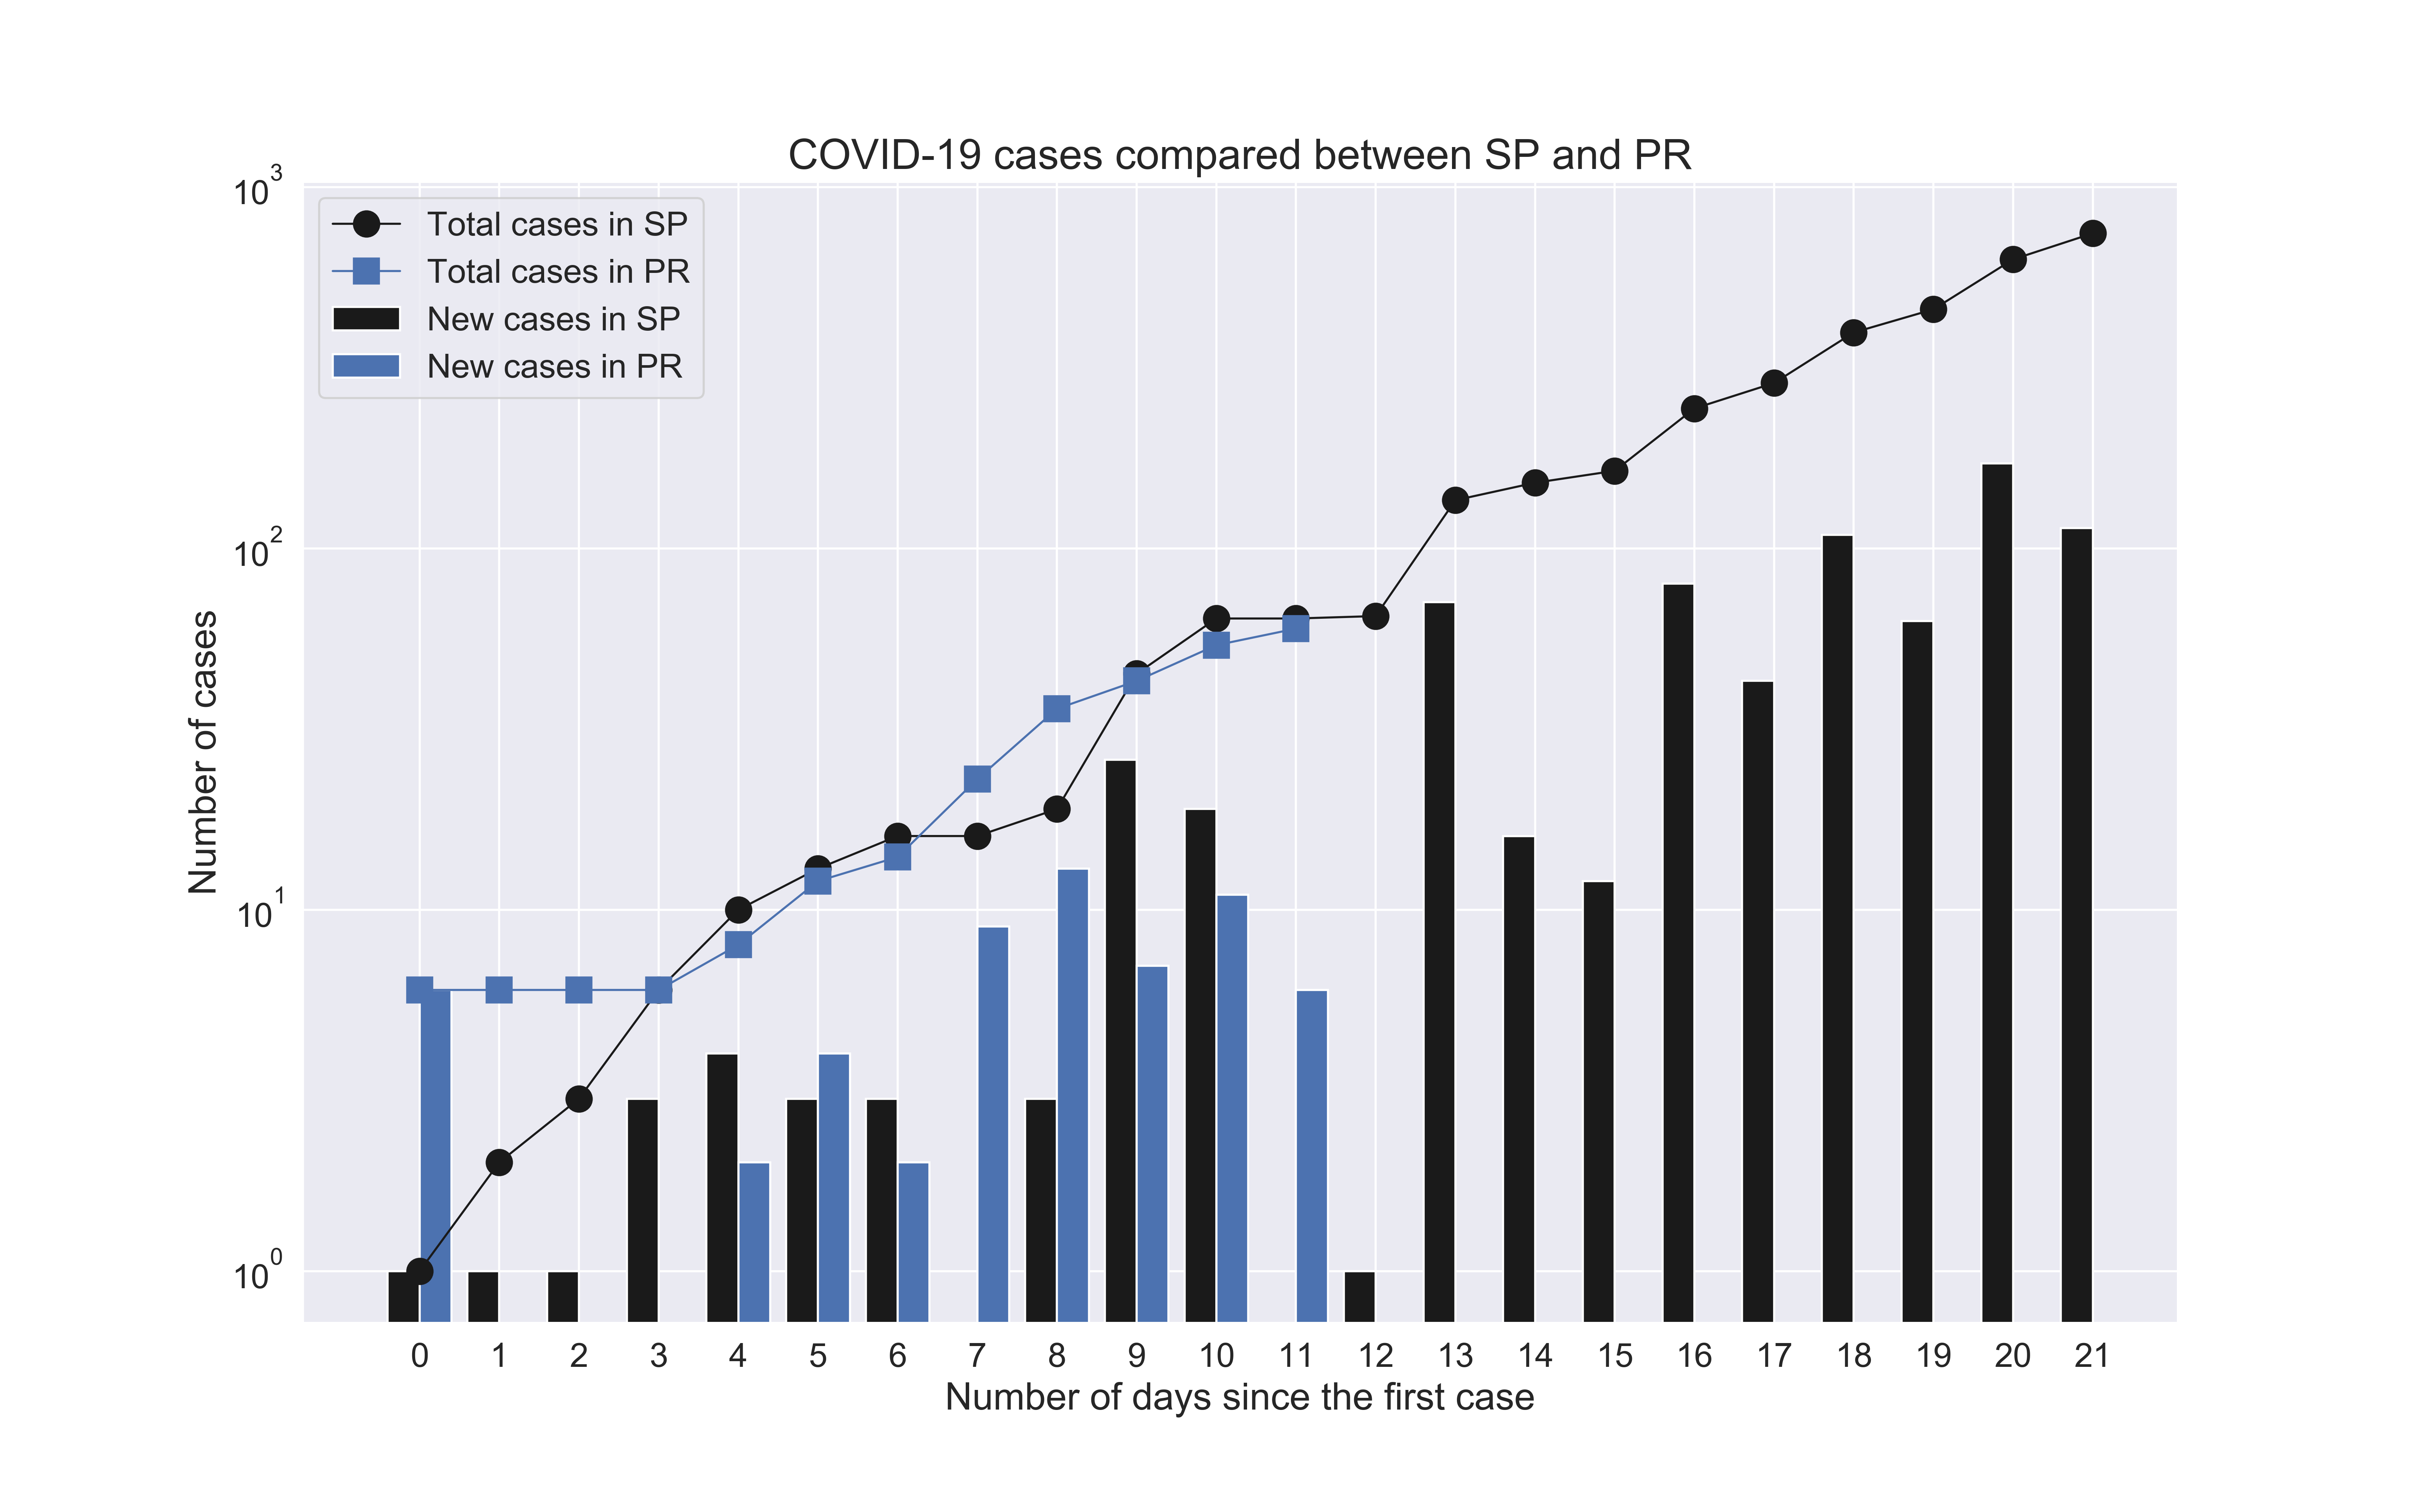 COVID-19 cases compared between SP and PR
Total cases in SP
Total cases in PR
New cases in SP
New cases in PR
Number of cases
10^3
10^2
10^1
10^0
0 1 2 3 4 5 6 7 8 9 10 11 12 13 14 15 16 17 18 19 20 21
Number of days since the first case